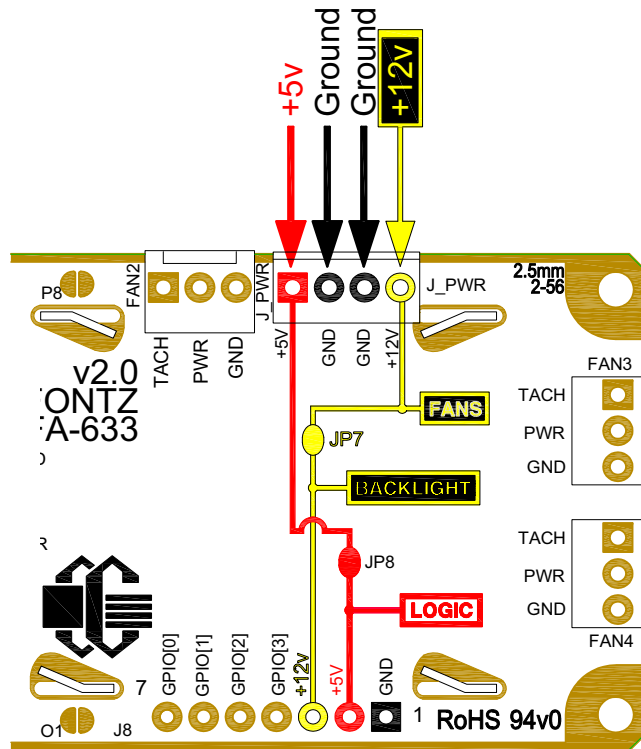 +5v
Ground
Ground
+12v
2.5mm
2-56
P8
FAN2
J_PWR
J_PWR
TACH
PWR
GND
+5V
GND
GND
+12V
v2.0
FONTZ
FA-633
FAN3
TACH
PWR
GND
FANS
JP7
BACKLIGHT
R
JP8
LOGIC
TACH
PWR
GND
FAN4
GPIO[0]
GPIO[1]
GPIO[2]
GPIO[3]
+12v
+5V
GND
7
1
RoHS 94v0
O1
J8